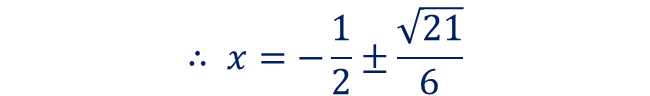 ∴ x = −1/2 ± √21/6